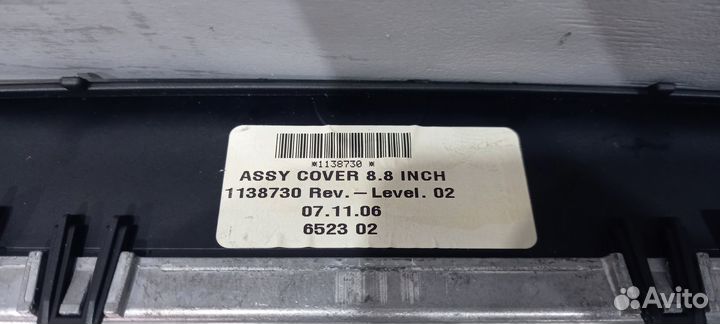 *1138730 *
ASSY COVER 8.8 INCH
1138730 Rev.-Level. 02
07.11.06
6523 02
Avito